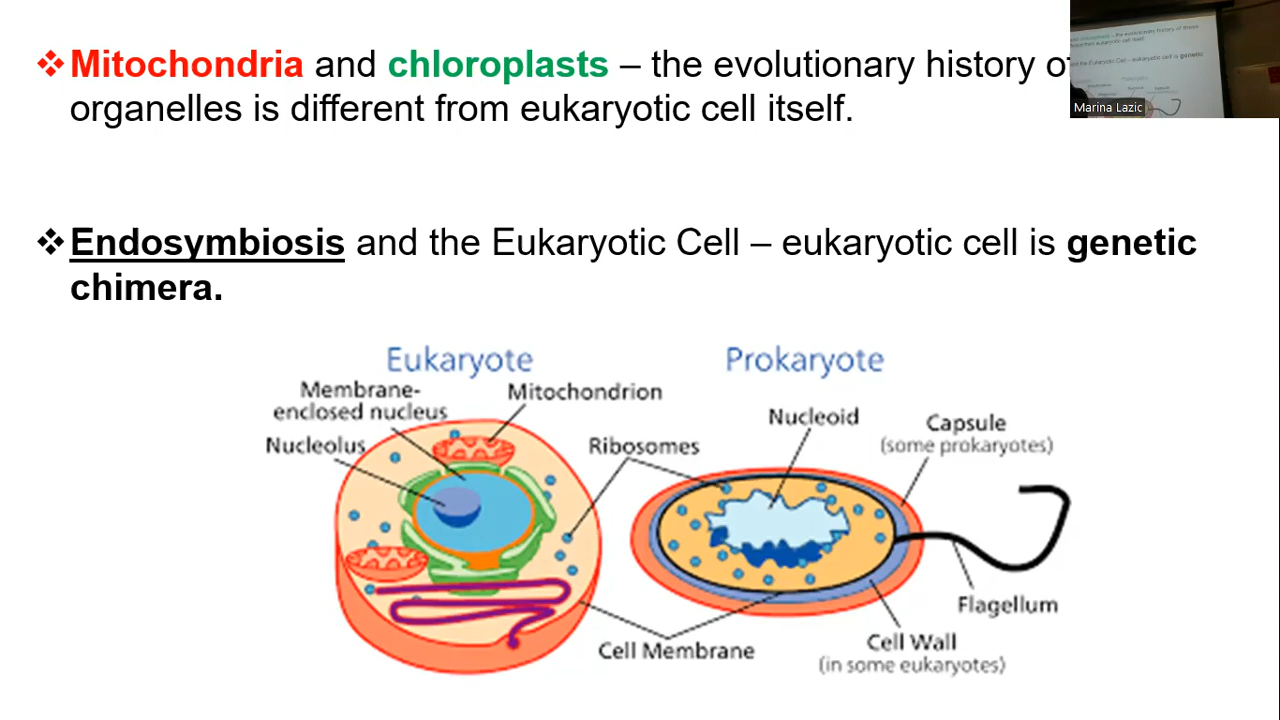 ❖Mitochondria and chloroplasts – the evolutionary history of
organelles is different from eukaryotic cell itself.
Marina Lazic
❖Endosymbiosis and the Eukaryotic Cell – eukaryotic cell is genetic
chimera.
Eukaryote
Prokaryote
Membrane-
enclosed nucleus
Mitochondrion
Nucleolus
Ribosomes
Nucleoid
Capsule
(some prokaryotes)
Flagellum
Cell Membrane
Cell Wall
(in some eukaryotes)